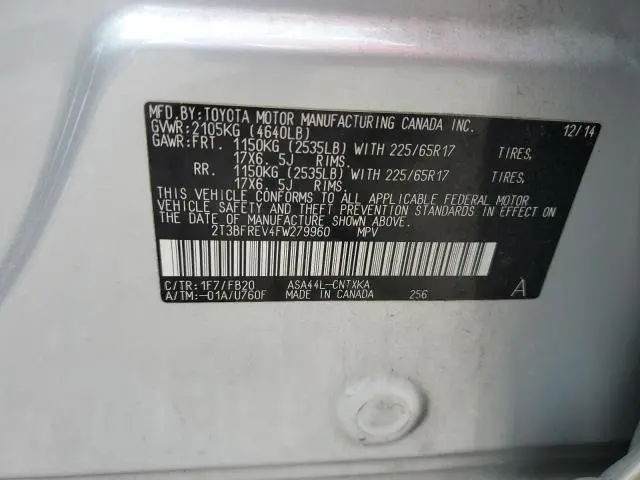 MFD.BY:TOYOTA MOTOR MANUFACTURING CANADA INC. 12/14
GVWR:2105KG (4640LB)
GAWR:FRT. 1150KG (2535LB) WITH 225/65R17 TIRES,
17X6.5J RIMS.
RR. 1150KG (2535LB) WITH 225/65R17 TIRES,
17X6.5J RIMS.
THIS VEHICLE CONFORMS TO ALL APPLICABLE FEDERAL MOTOR
VEHICLE SAFETY AND THEFT PREVENTION STANDARDS IN EFFECT ON
THE DATE OF MANUFACTURE SHOWN ABOVE.
2T3BFREV4FW279960 MPV
C/TR:1F7/FB20 ASA44L-CNTXKA
A/TM:-01A/U760F MADE IN CANADA 256 A